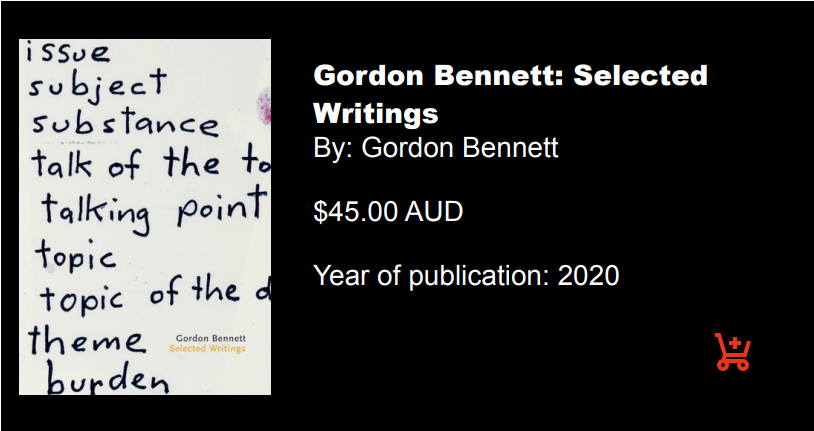 issue
subject
substance
talk of the to
talking point
topic
topic of the d
theme
Gordon Bennett
Selected Writings
burden
Gordon Bennett: Selected
Writings
By: Gordon Bennett
$45.00 AUD
Year of publication: 2020